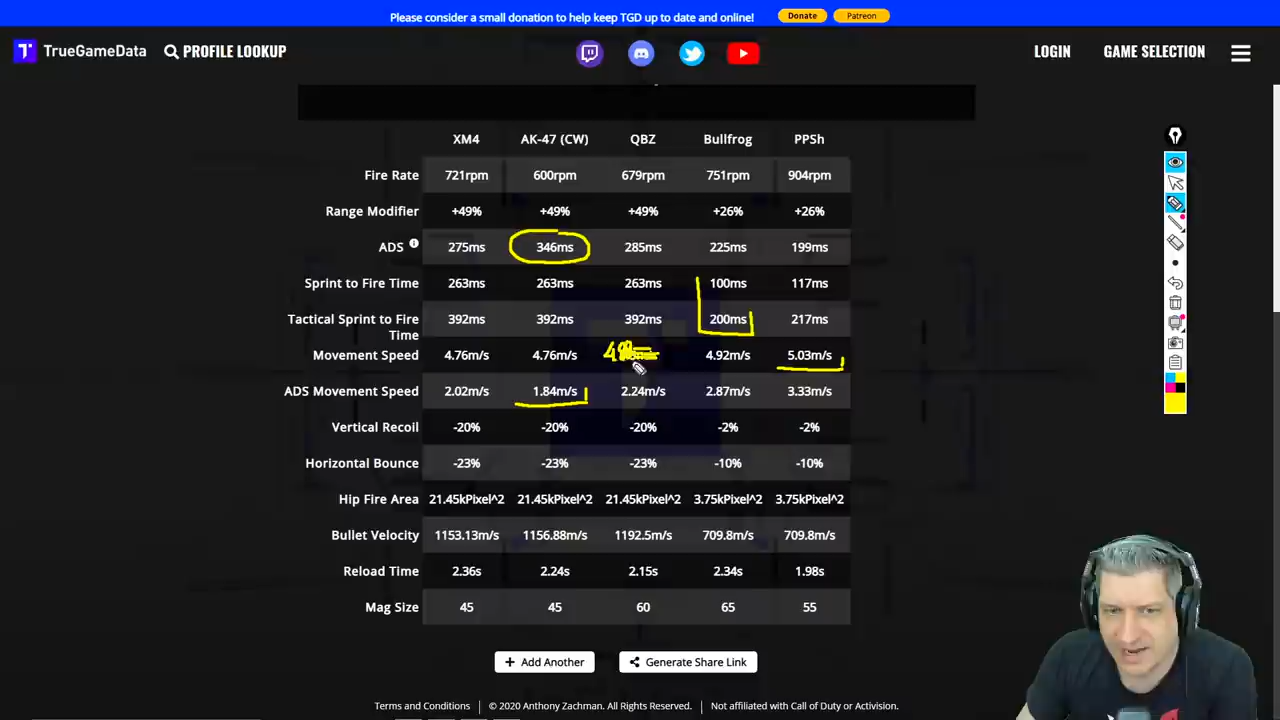 Please consider a small donation to help keep TGD up to date and online! Donate Patreon
TrueGameData PROFILE LOOKUP LOGIN GAME SELECTION
XM4 AK-47 (CW) QBZ Bullfrog PPSh
Fire Rate 721rpm 600rpm 679rpm 751rpm 904rpm
Range Modifier +49% +49% +49% +26% +26%
ADS 275ms 346ms 285ms 225ms 199ms
Sprint to Fire Time 263ms 263ms 263ms 100ms 117ms
Tactical Sprint to Fire Time 392ms 392ms 392ms 200ms 217ms
Movement Speed 4.76m/s 4.76m/s 4.92m/s 5.03m/s
ADS Movement Speed 2.02m/s 1.84m/s 2.24m/s 2.87m/s 3.33m/s
Vertical Recoil -20% -20% -20% -2% -2%
Horizontal Bounce -23% -23% -23% -10% -10%
Hip Fire Area 21.45kPixel^2 21.45kPixel^2 21.45kPixel^2 3.75kPixel^2 3.75kPixel^2
Bullet Velocity 1153.13m/s 1156.88m/s 1192.5m/s 709.8m/s 709.8m/s
Reload Time 2.36s 2.24s 2.15s 2.34s 1.98s
Mag Size 45 45 60 65 55
+ Add Another Generate Share Link
Terms and Conditions | © 2020 Anthony Zachman. All Rights Reserved. | Not affiliated with Call of Duty or Activision.